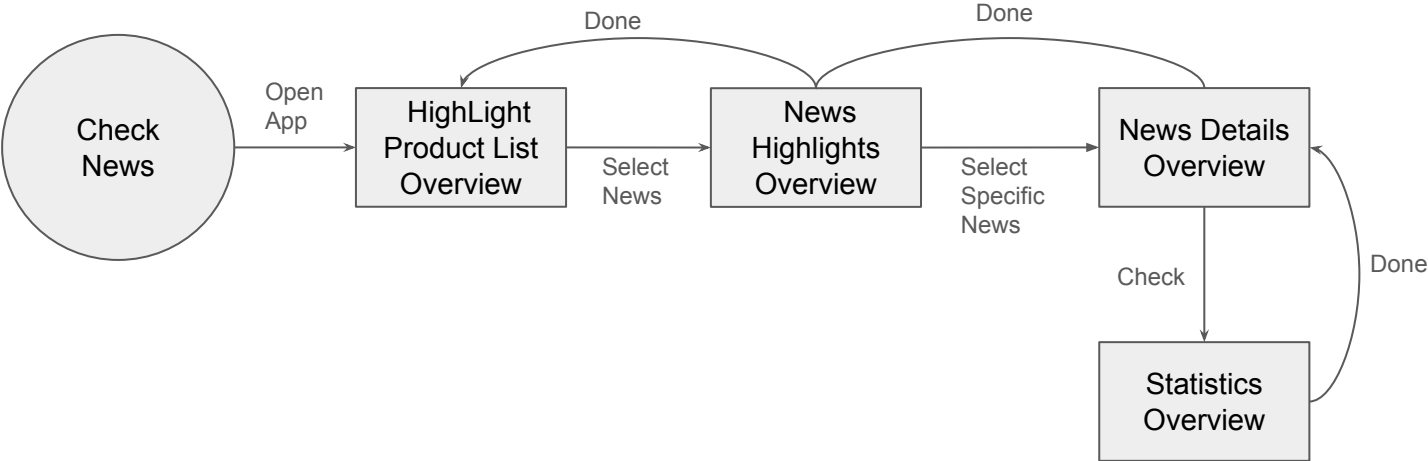 Done
Done
Open
App
Check
News
HighLight
Product List
Overview
Select
News
News
Highlights
Overview
Select
Specific
News
News Details
Overview
Check
Done
Statistics
Overview